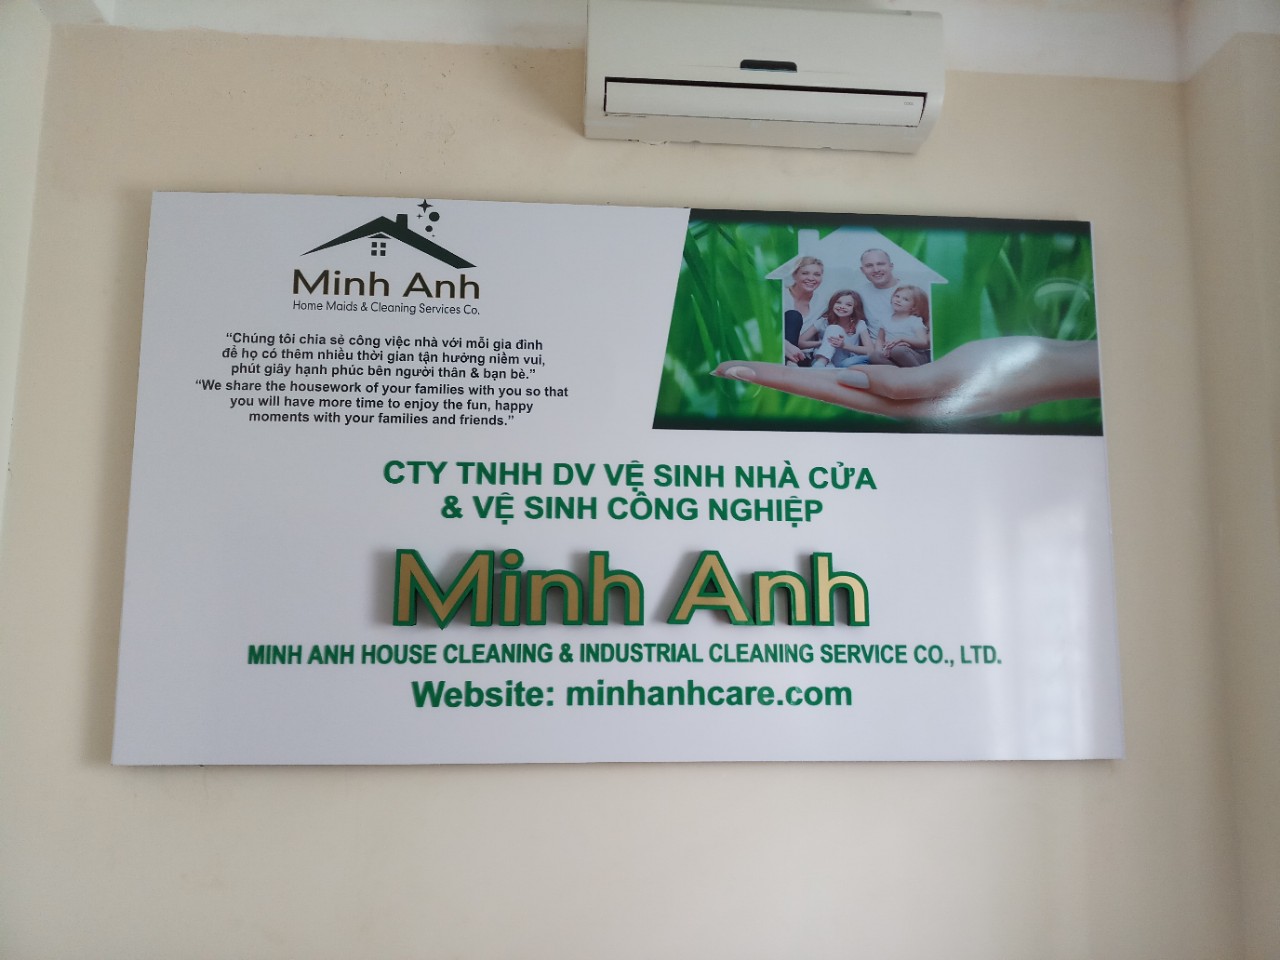 Minh Anh
Home Maids & Cleaning Services Co.
“Chúng tôi chia sẻ công việc nhà với mỗi gia đình
để họ có thêm nhiều thời gian tận hưởng niềm vui,
phút giây hạnh phúc bên người thân & bạn bè.”
“We share the housework of your families with you so that
you will have more time to enjoy the fun, happy
moments with your families and friends.”
CTY TNHH DV VỆ SINH NHÀ CỬA
& VỆ SINH CÔNG NGHIỆP
Minh Anh
MINH ANH HOUSE CLEANING & INDUSTRIAL CLEANING SERVICE CO., LTD.
Website: minhanhcare.com